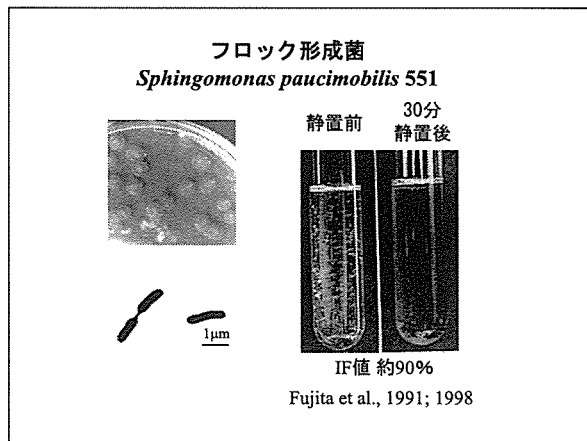 フロック形成菌
Sphingomonas paucimobilis 551
静置前
30分
静置後
1μm
IF値 約90%
Fujita et al., 1991; 1998